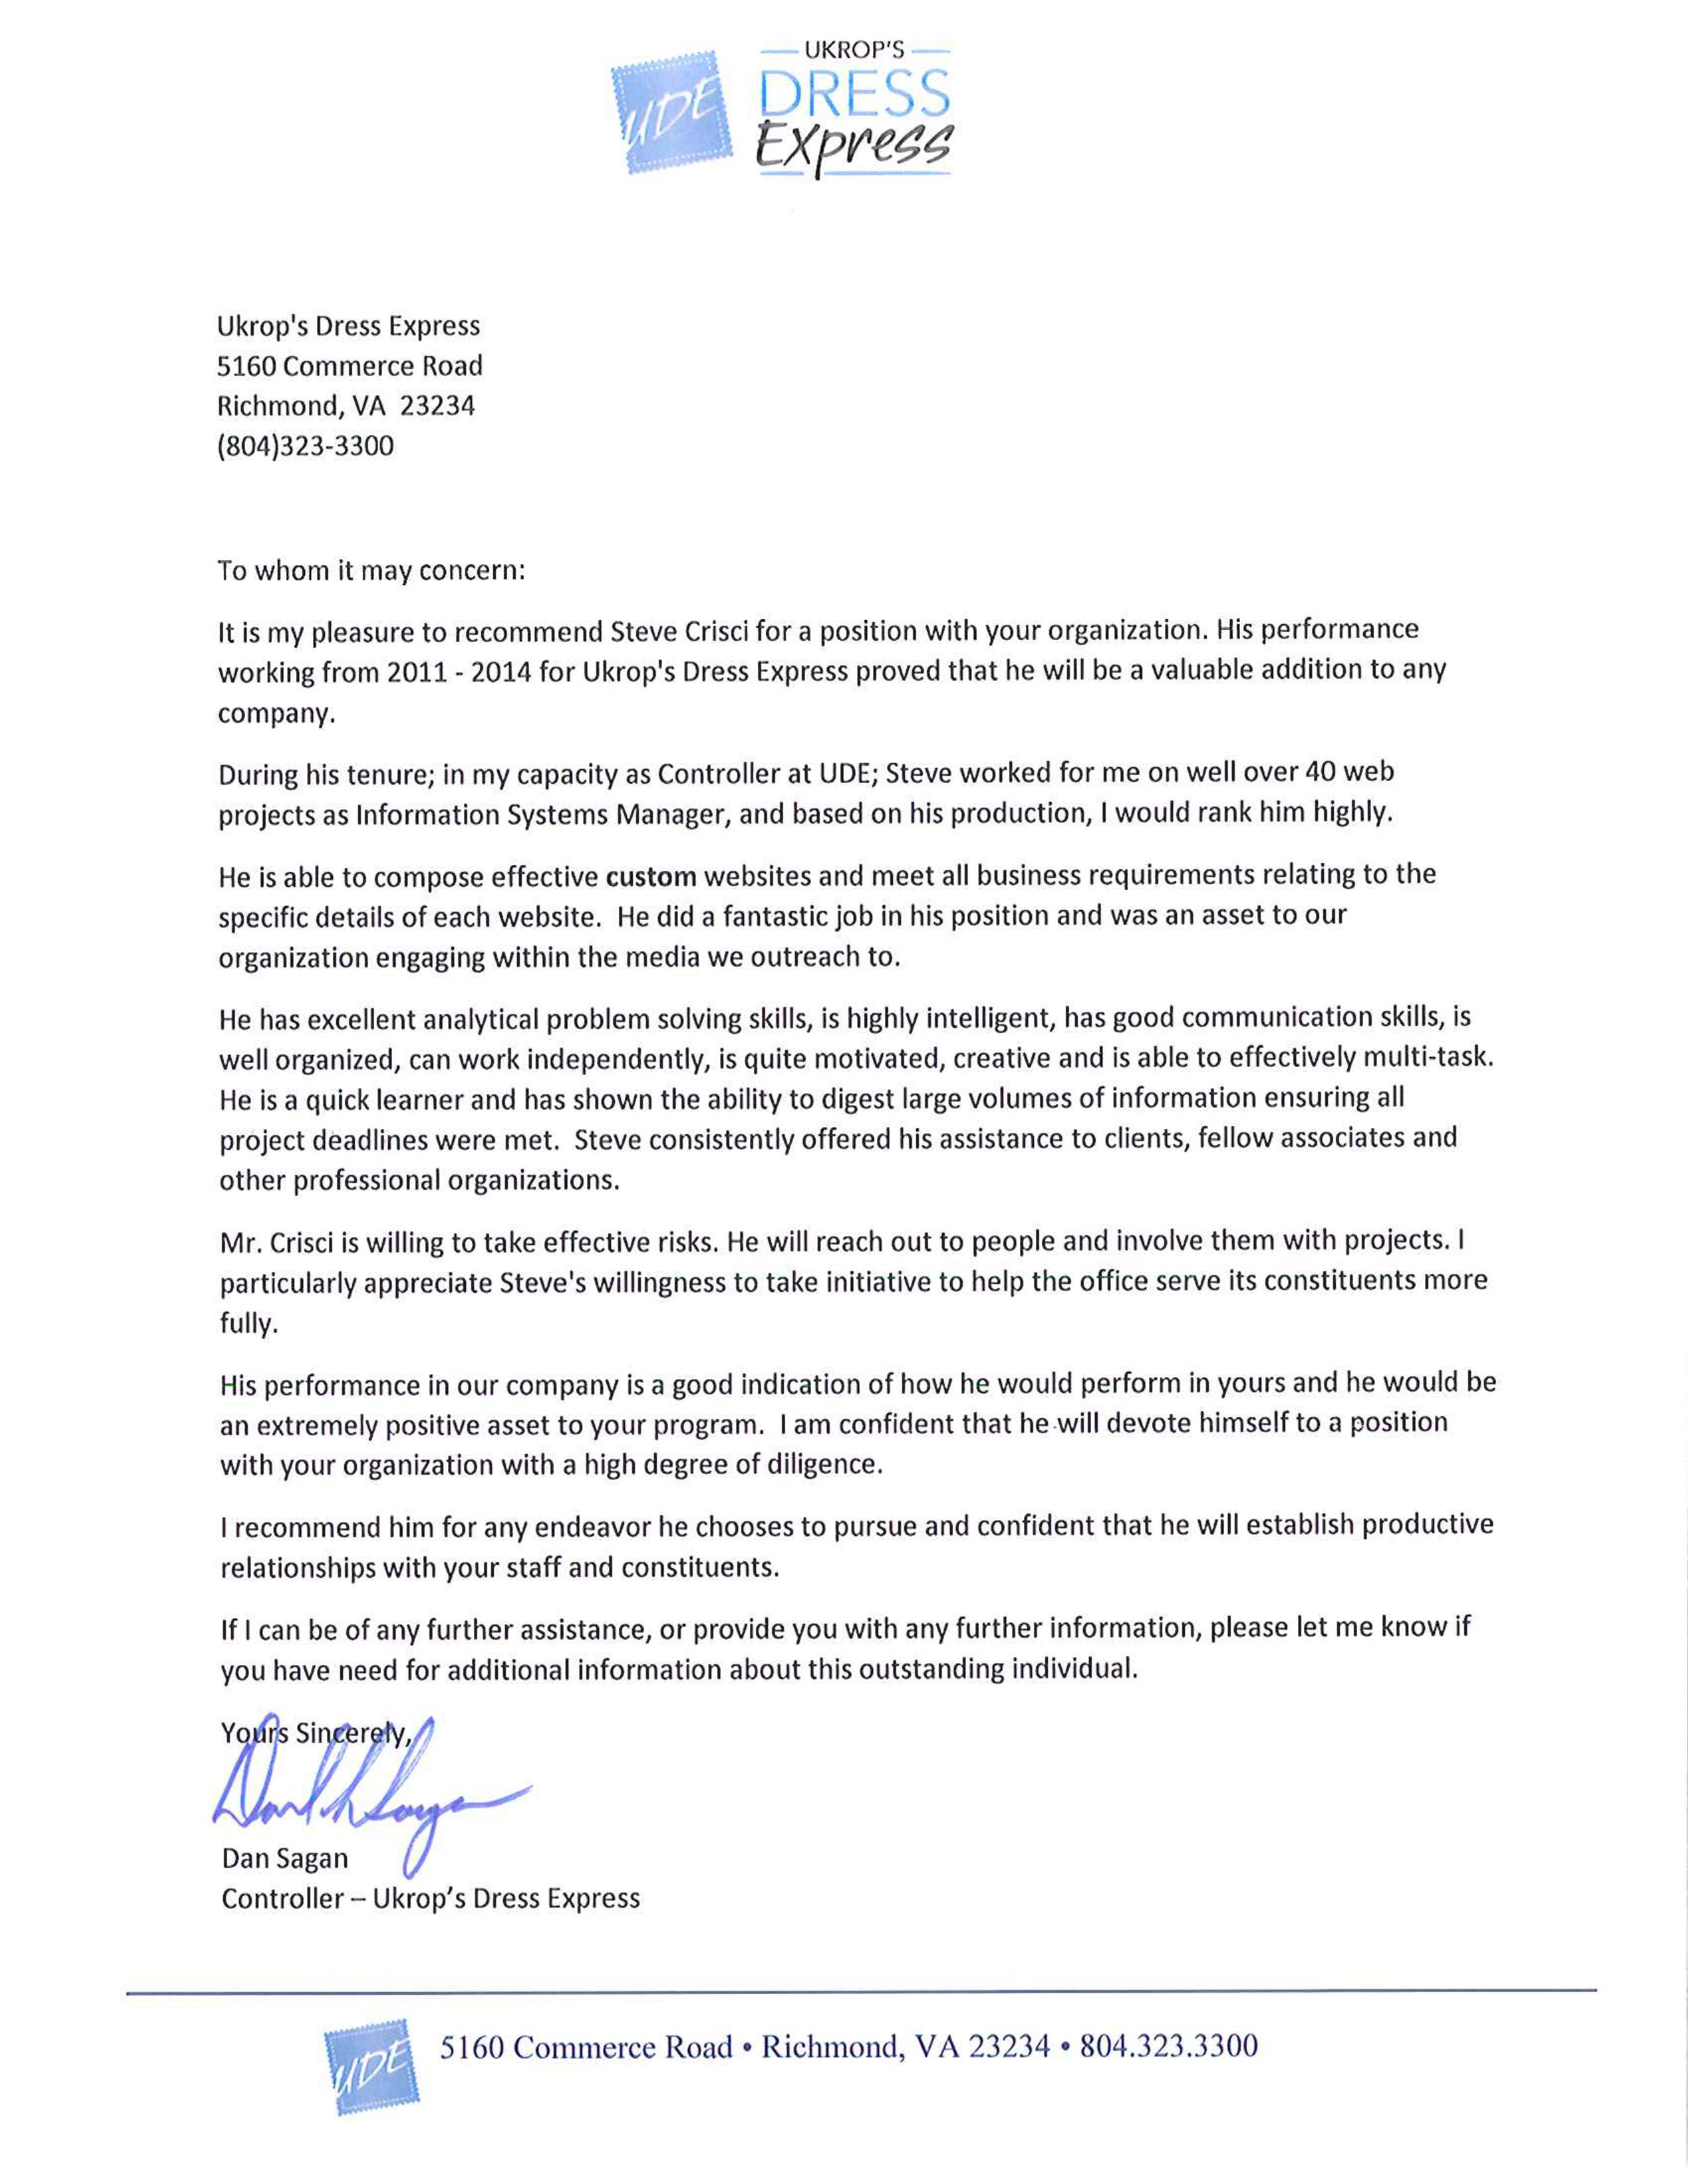 UDE
UKROP'S
DRESS
Express
Ukrop's Dress Express
5160 Commerce Road
Richmond, VA  23234
(804)323-3300
To whom it may concern:
It is my pleasure to recommend Steve Crisci for a position with your organization. His performance
working from 2011 - 2014 for Ukrop's Dress Express proved that he will be a valuable addition to any
company.
During his tenure; in my capacity as Controller at UDE; Steve worked for me on well over 40 web
projects as Information Systems Manager, and based on his production, I would rank him highly.
He is able to compose effective custom websites and meet all business requirements relating to the
specific details of each website.  He did a fantastic job in his position and was an asset to our
organization engaging within the media we outreach to.
He has excellent analytical problem solving skills, is highly intelligent, has good communication skills, is
well organized, can work independently, is quite motivated, creative and is able to effectively multi-task.
He is a quick learner and has shown the ability to digest large volumes of information ensuring all
project deadlines were met.  Steve consistently offered his assistance to clients, fellow associates and
other professional organizations.
Mr. Crisci is willing to take effective risks. He will reach out to people and involve them with projects. I
particularly appreciate Steve's willingness to take initiative to help the office serve its constituents more
fully.
His performance in our company is a good indication of how he would perform in yours and he would be
an extremely positive asset to your program.  I am confident that he will devote himself to a position
with your organization with a high degree of diligence.
I recommend him for any endeavor he chooses to pursue and confident that he will establish productive
relationships with your staff and constituents.
If I can be of any further assistance, or provide you with any further information, please let me know if
you have need for additional information about this outstanding individual.
Yours Sincerely,
Dan Sagan
Controller – Ukrop's Dress Express
UDE
5160 Commerce Road • Richmond, VA 23234 • 804.323.3300